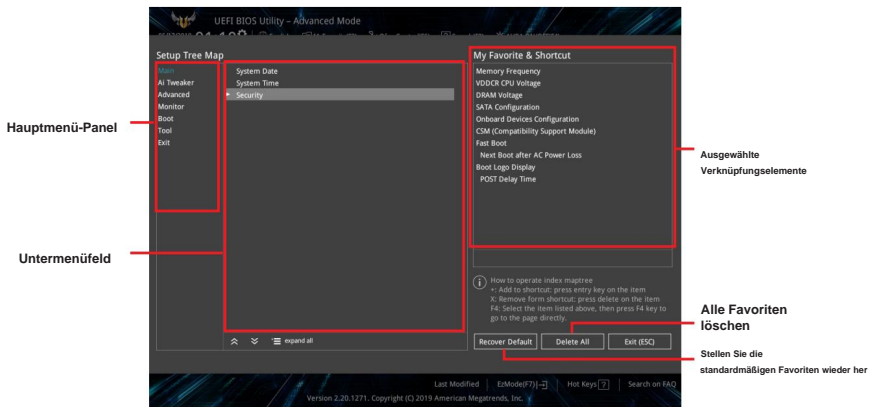 UEFI BIOS Utility – Advanced Mode
Setup Tree Map
Main
Ai Tweaker
Advanced
Monitor
Boot
Tool
Exit
System Date
System Time
Security
My Favorite & Shortcut
Memory Frequency
VDDCR CPU Voltage
DRAM Voltage
SATA Configuration
Onboard Devices Configuration
CSM (Compatibility Support Module)
Fast Boot
Next Boot after AC Power Loss
Boot Logo Display
POST Delay Time
How to operate index maptree
+: Add to shortcut: press entry key on the item
X: Remove form shortcut: press delete on the item
F4: Select the item listed above, then press F4 key to
go to the page directly.
expand all
Recover Default
Delete All
Exit (ESC)
Last Modified
EzMode(F7)
Hot Keys ?
Search on FAQ
Version 2.20.1271. Copyright (C) 2019 American Megatrends, Inc.
Hauptmenü-Panel
Untermenüfeld
Ausgewählte
Verknüpfungselemente
Alle Favoriten
löschen
Stellen Sie die
standardmäßigen Favoriten wieder her